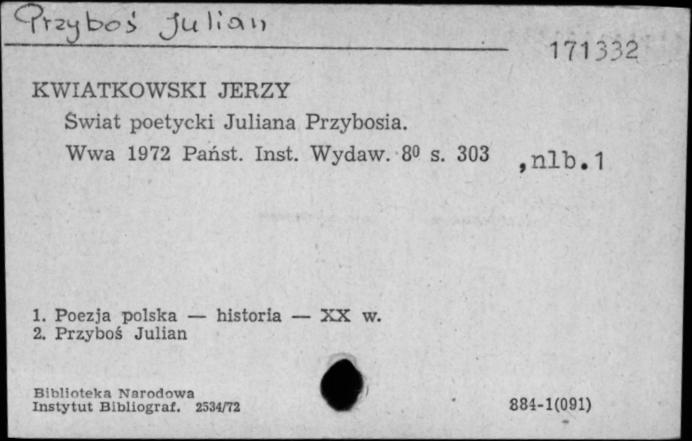 Przyboś Julian
171332
KWIATKOWSKI JERZY
Świat poetycki Juliana Przybosia.
Wwa 1972 Państ. Inst. Wydaw. 8⁰ s. 303 , nlb. 1
1. Poezja polska — historia — XX w.
2. Przyboś Julian
Biblioteka Narodowa
Instytut Bibliograf. 2534/72
884-1(091)